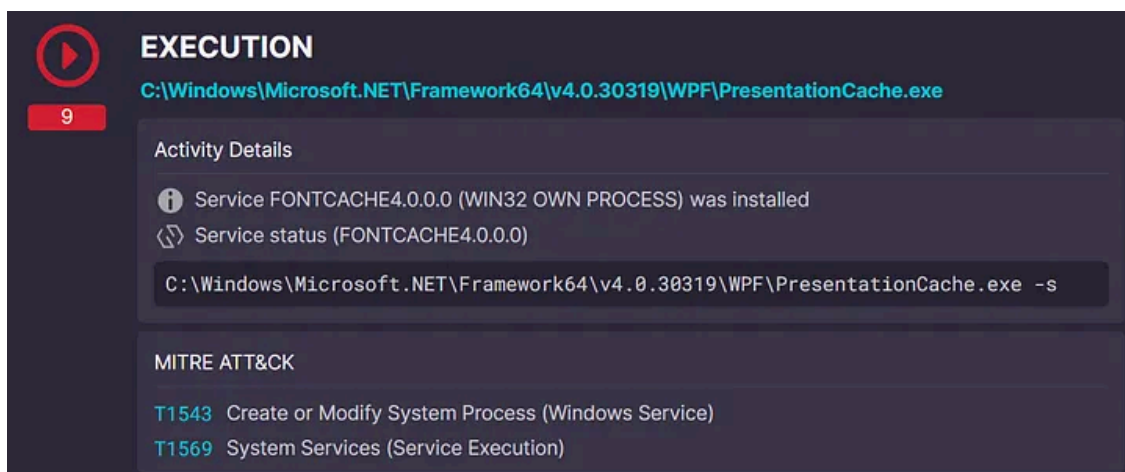 EXECUTION
C:\Windows\Microsoft.NET\Framework64\v4.0.30319\WPF\PresentationCache.exe
9
Activity Details
Service FONTCACHE4.0.0.0 (WIN32 OWN PROCESS) was installed
Service status (FONTCACHE4.0.0.0)
C:\Windows\Microsoft.NET\Framework64\v4.0.30319\WPF\PresentationCache.exe -s
MITRE ATT&CK
T1543 Create or Modify System Process (Windows Service)
T1569 System Services (Service Execution)